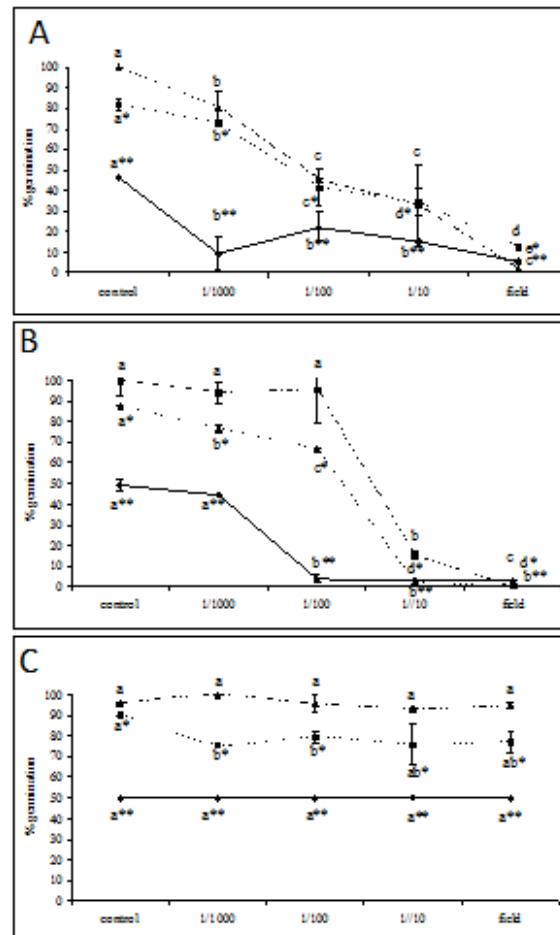 A
a
100
90
80
70
60
50
40
30
20
10
0
% germination
a*
a**
b
b*
b**
c
c*
b**
c
d*
b**
d
e*
c**
control 1/1000 1/100 1/10 field
B
a a a
100
90
80
70
60
50
40
30
20
10
0
% germination
a*
b*
c*
a** a**
b**
b
d*
b**
c d*
b**
control 1/1000 1/100 1//10 field
C
a a a a a
100
90
80
70
60
50
40
30
20
10
0
% germination
a*
b* b* ab* ab*
a** a** a** a** a**
control 1/1000 1/100 1//10 field